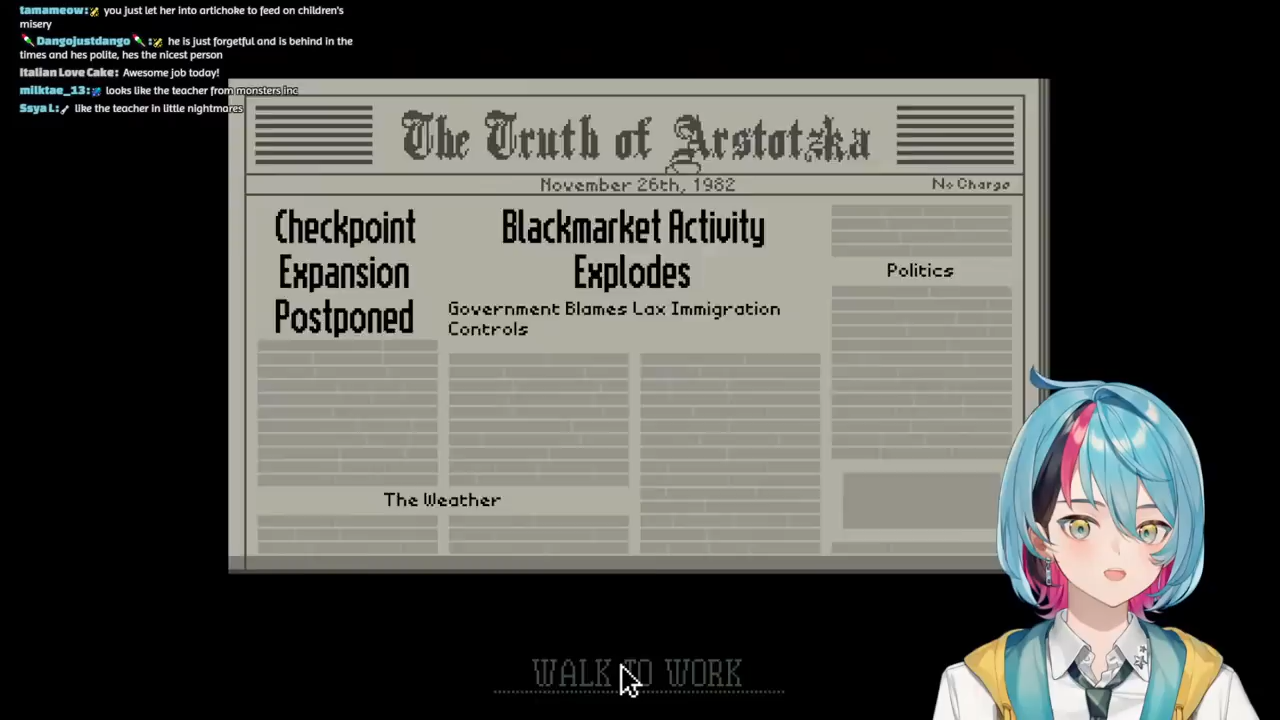 tamameow: you just let her into artichoke to feed on children's
misery
Dangojustdango : he is just forgetful and is behind in the
times and hes polite, hes the nicest person
Italian Love Cake: Awesome job today!
milktae_13: looks like the teacher from monsters inc
Ssya L: like the teacher in little nightmares
The Truth of Arstotzka
November 26th, 1982
No Charge
Checkpoint
Expansion
Postponed
Blackmarket Activity
Explodes
Government Blames Lax Immigration
Controls
Politics
The Weather
WALK TO WORK